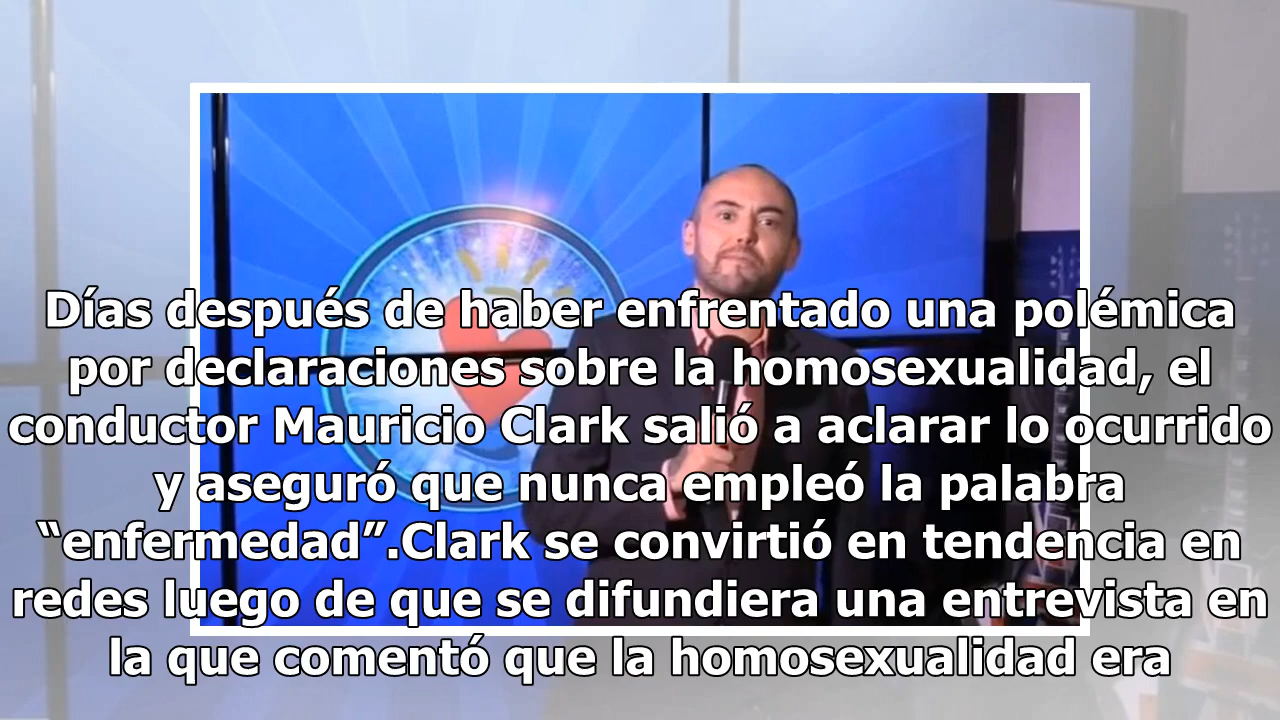 Días después de haber enfrentado una polémica
por declaraciones sobre la homosexualidad, el
conductor Mauricio Clark salió a aclarar lo ocurrido
y aseguró que nunca empleó la palabra
“enfermedad”.Clark se convirtió en tendencia en
redes luego de que se difundiera una entrevista en
la que comentó que la homosexualidad era